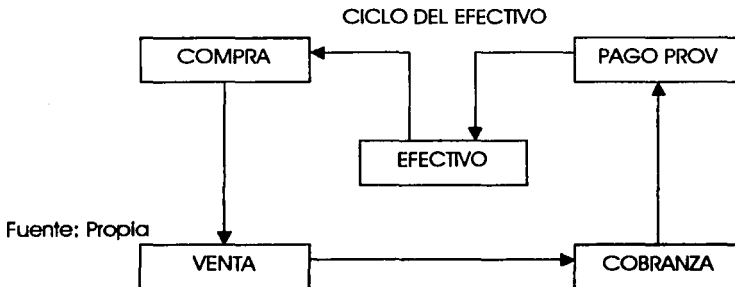 CICLO DEL EFECTIVO
COMPRA
PAGO PROV
EFECTIVO
Fuente: Propia
VENTA
COBRANZA